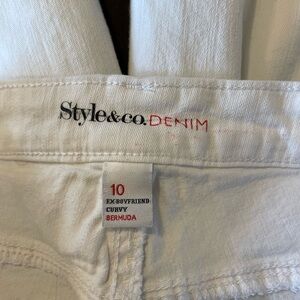 Style&co.DENIM
10
EX-BOYFRIEND
CURVY
BERMUDA